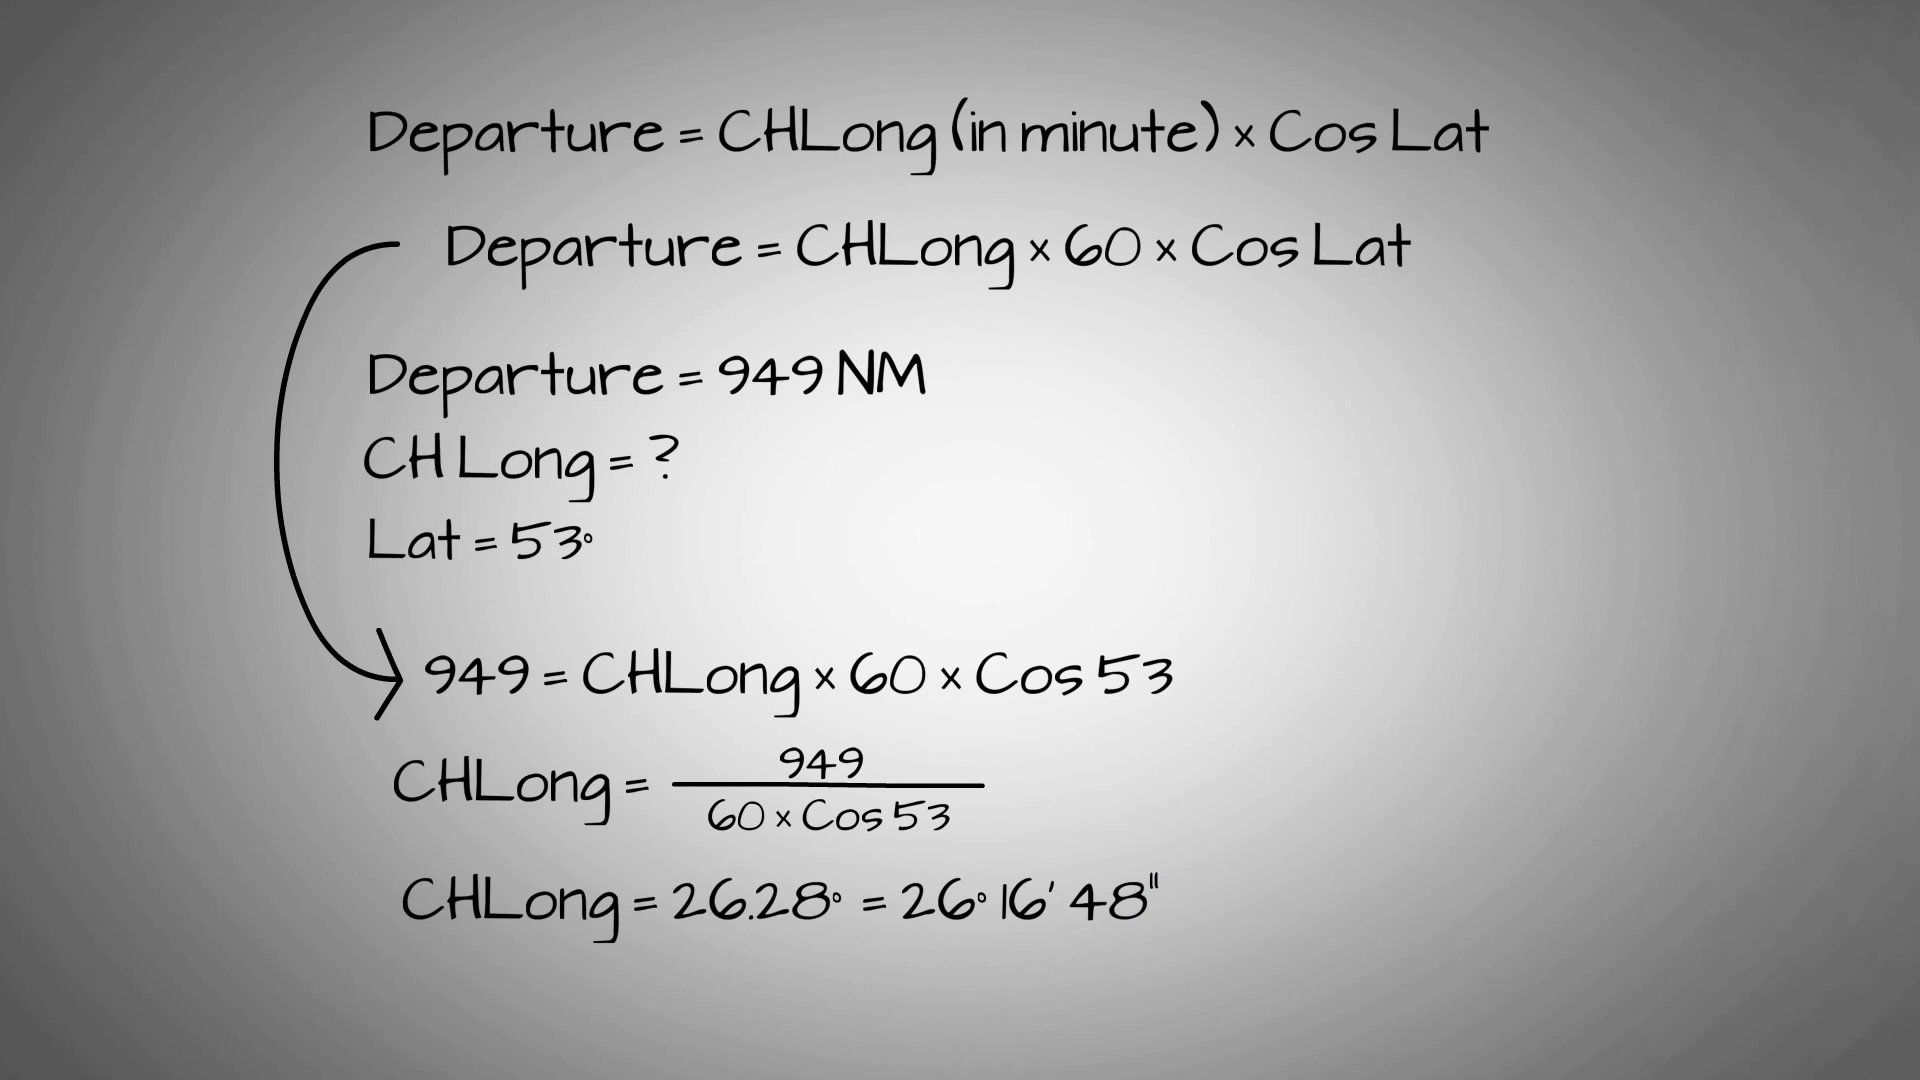 Departure = CHLong (in minute) × Cos Lat
Departure = CHLong × 60 × Cos Lat
Departure = 949 NM
CH Long = ?
Lat = 53°
949 = CHLong × 60 × Cos 53
CHLong = 949
60 × Cos 53
CHLong = 26.28° = 26° 16' 48"